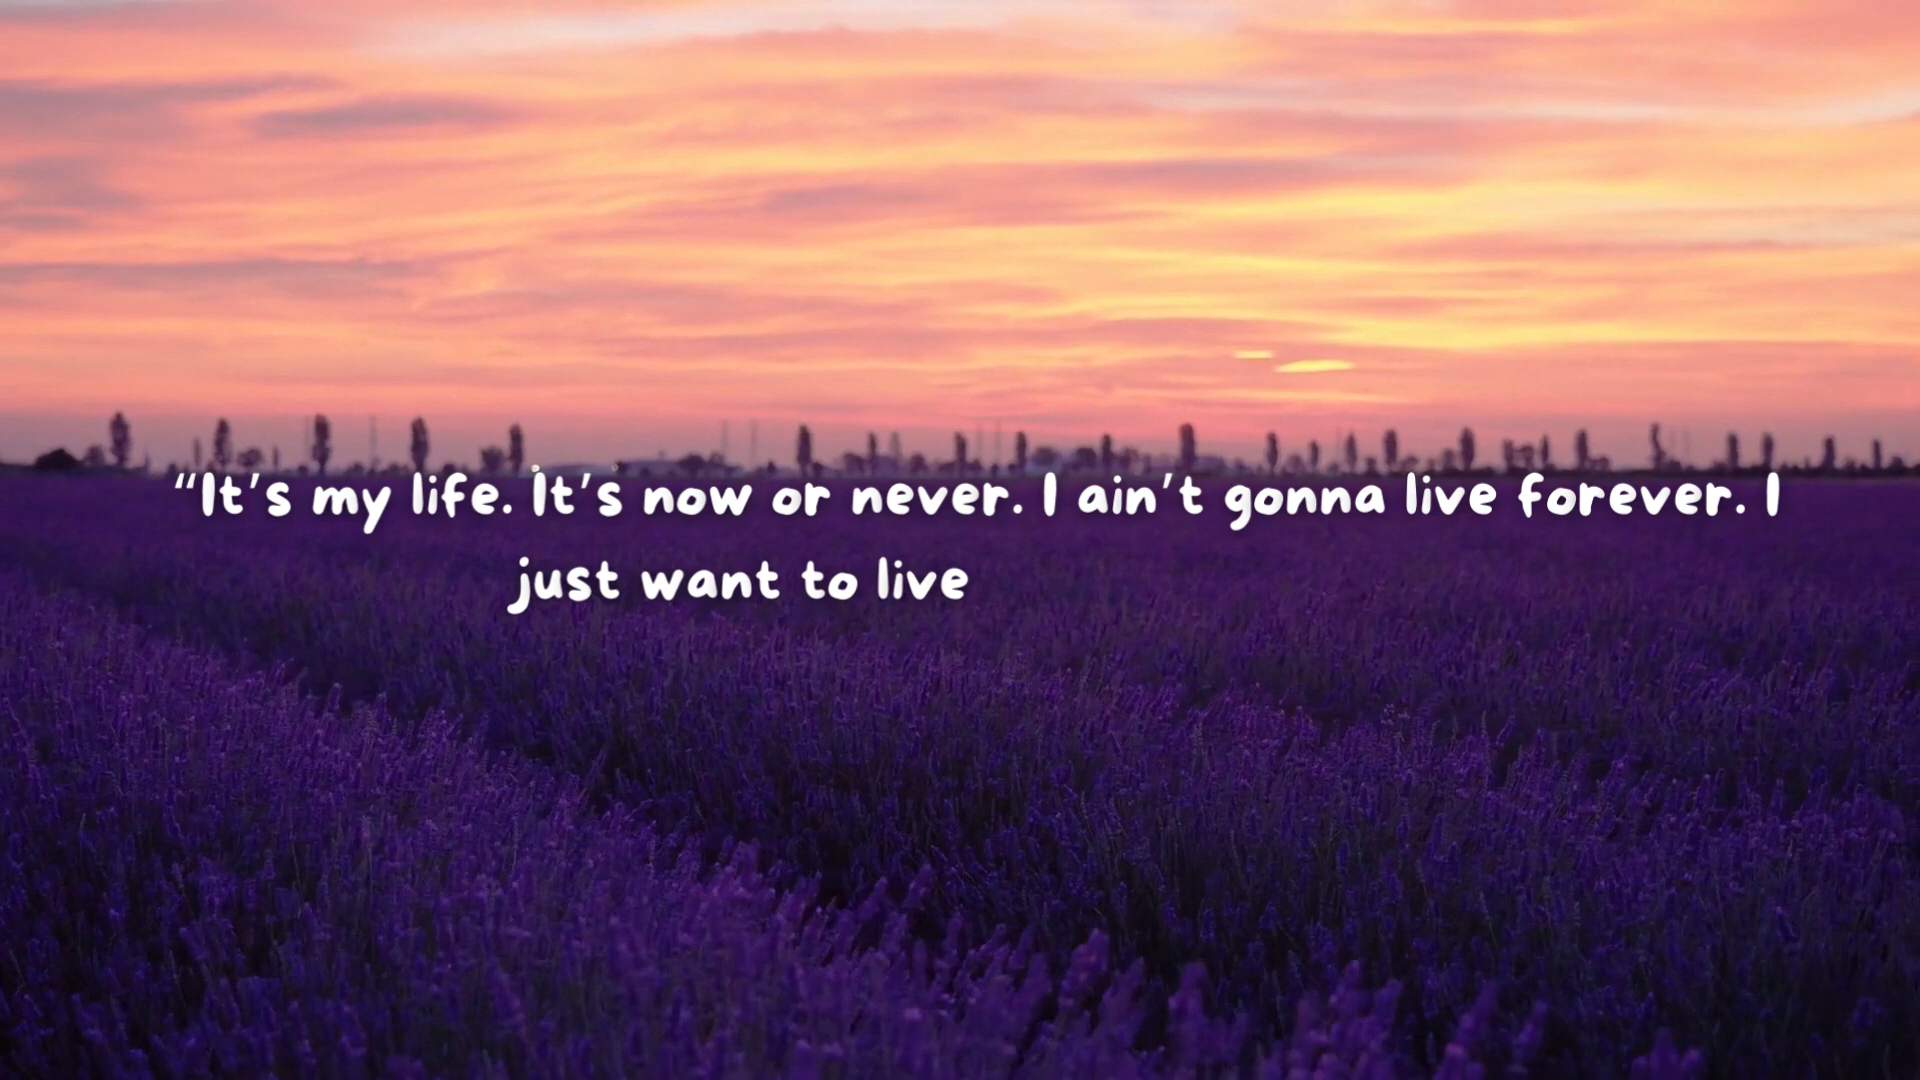 “It’s my life. It’s now or never. I ain’t gonna live forever. I
just want to live